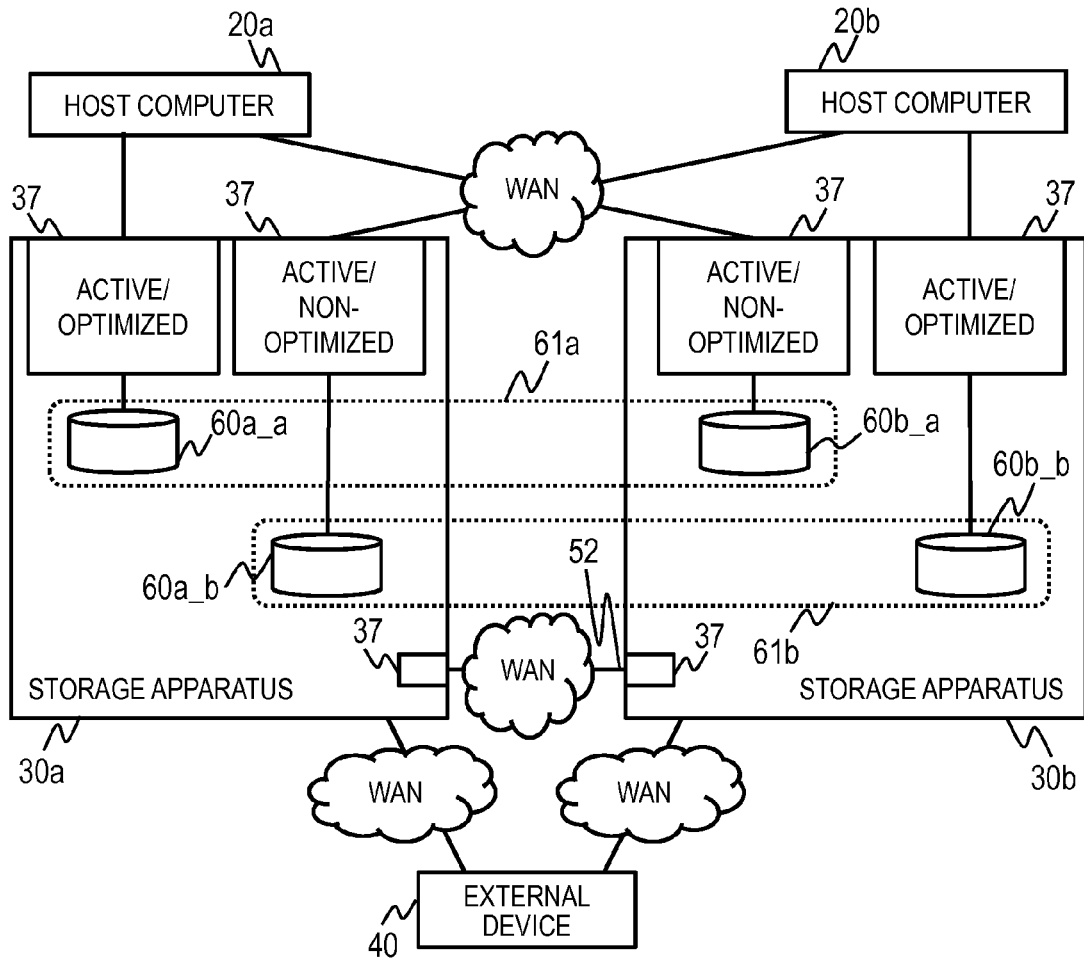 20a
20b
HOST COMPUTER
HOST COMPUTER
WAN
37
37
37
37
ACTIVE/
OPTIMIZED
ACTIVE/
NON-
OPTIMIZED
ACTIVE/
NON-
OPTIMIZED
ACTIVE/
OPTIMIZED
61a
60a_a
60b_a
60b_b
60a_b
52
61b
37
WAN
37
STORAGE APPARATUS
STORAGE APPARATUS
30a
30b
WAN
WAN
EXTERNAL
DEVICE
40